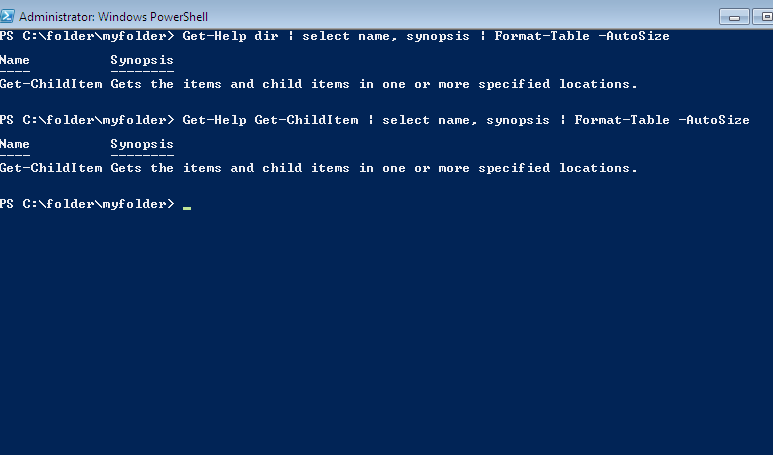 Administrator: Windows PowerShell
PS C:\folder\myfolder> Get-Help dir | select name, synopsis | Format-Table -AutoSize
Name          Synopsis
----          --------
Get-ChildItem Gets the items and child items in one or more specified locations.
PS C:\folder\myfolder> Get-Help Get-ChildItem | select name, synopsis | Format-Table -AutoSize
Name          Synopsis
----          --------
Get-ChildItem Gets the items and child items in one or more specified locations.
PS C:\folder\myfolder>